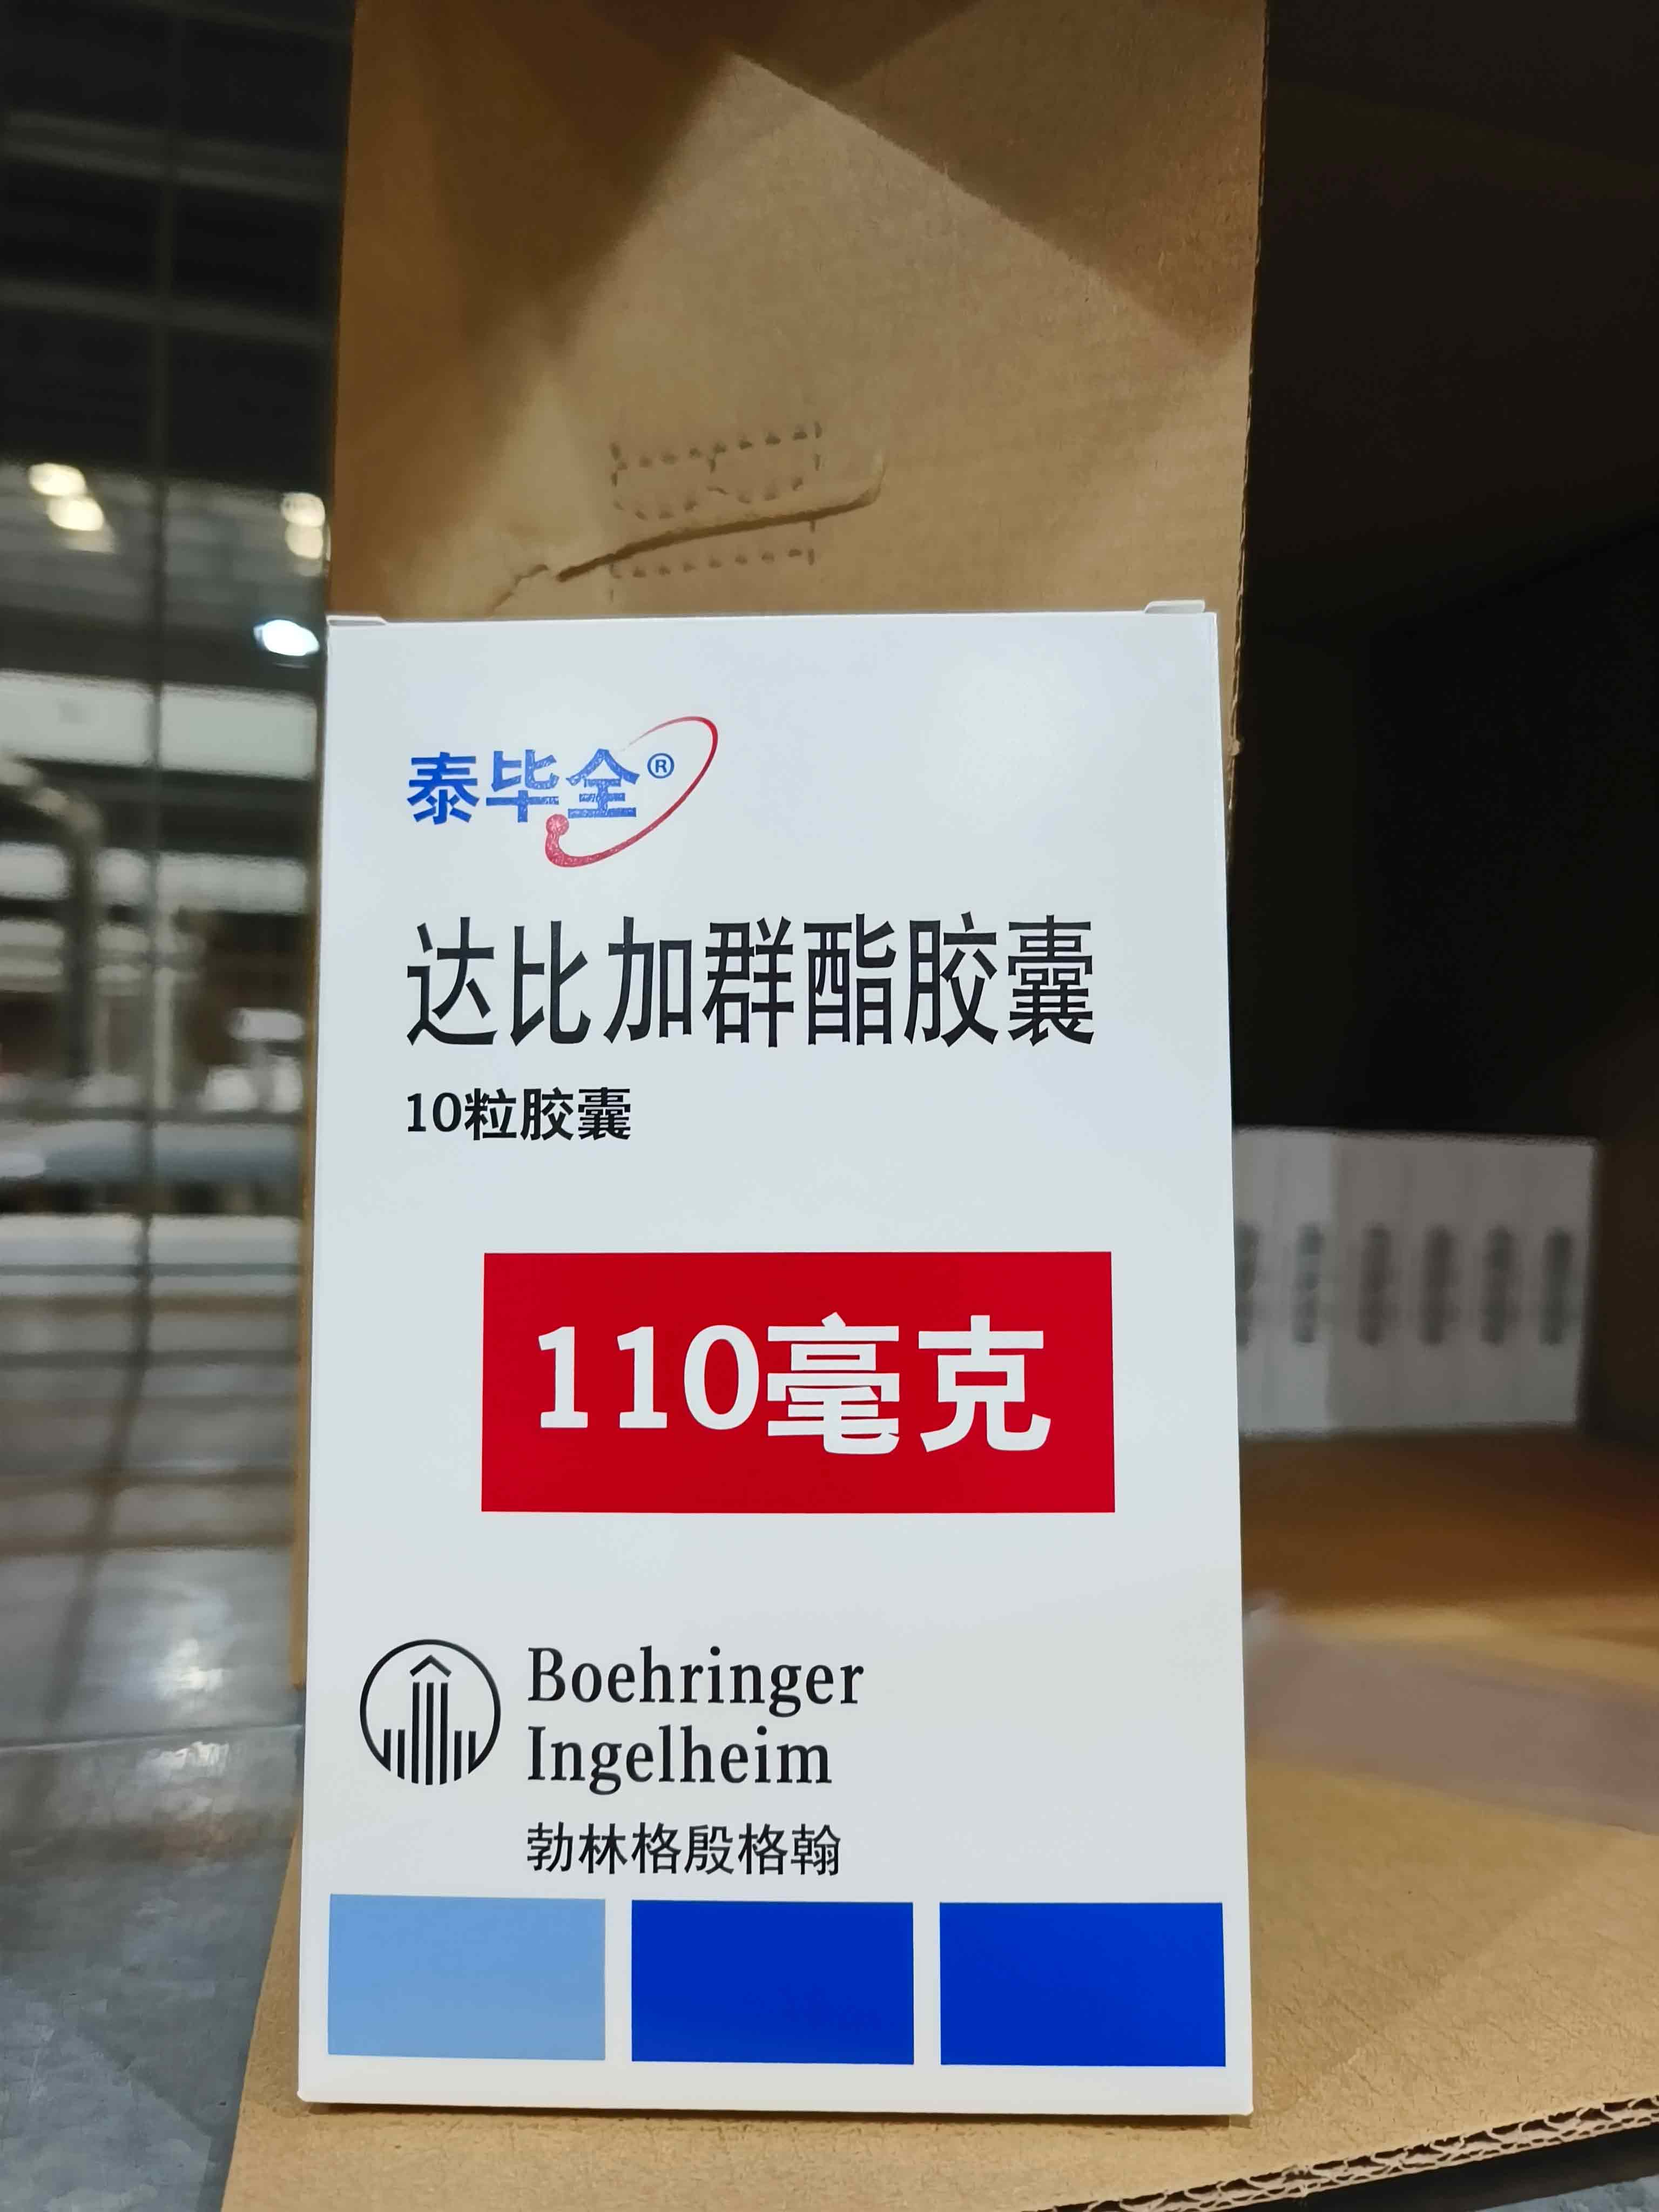 泰毕全®
达比加群酯胶囊
10粒胶囊
110毫克
Boehringer
Ingelheim
勃林格殷格翰